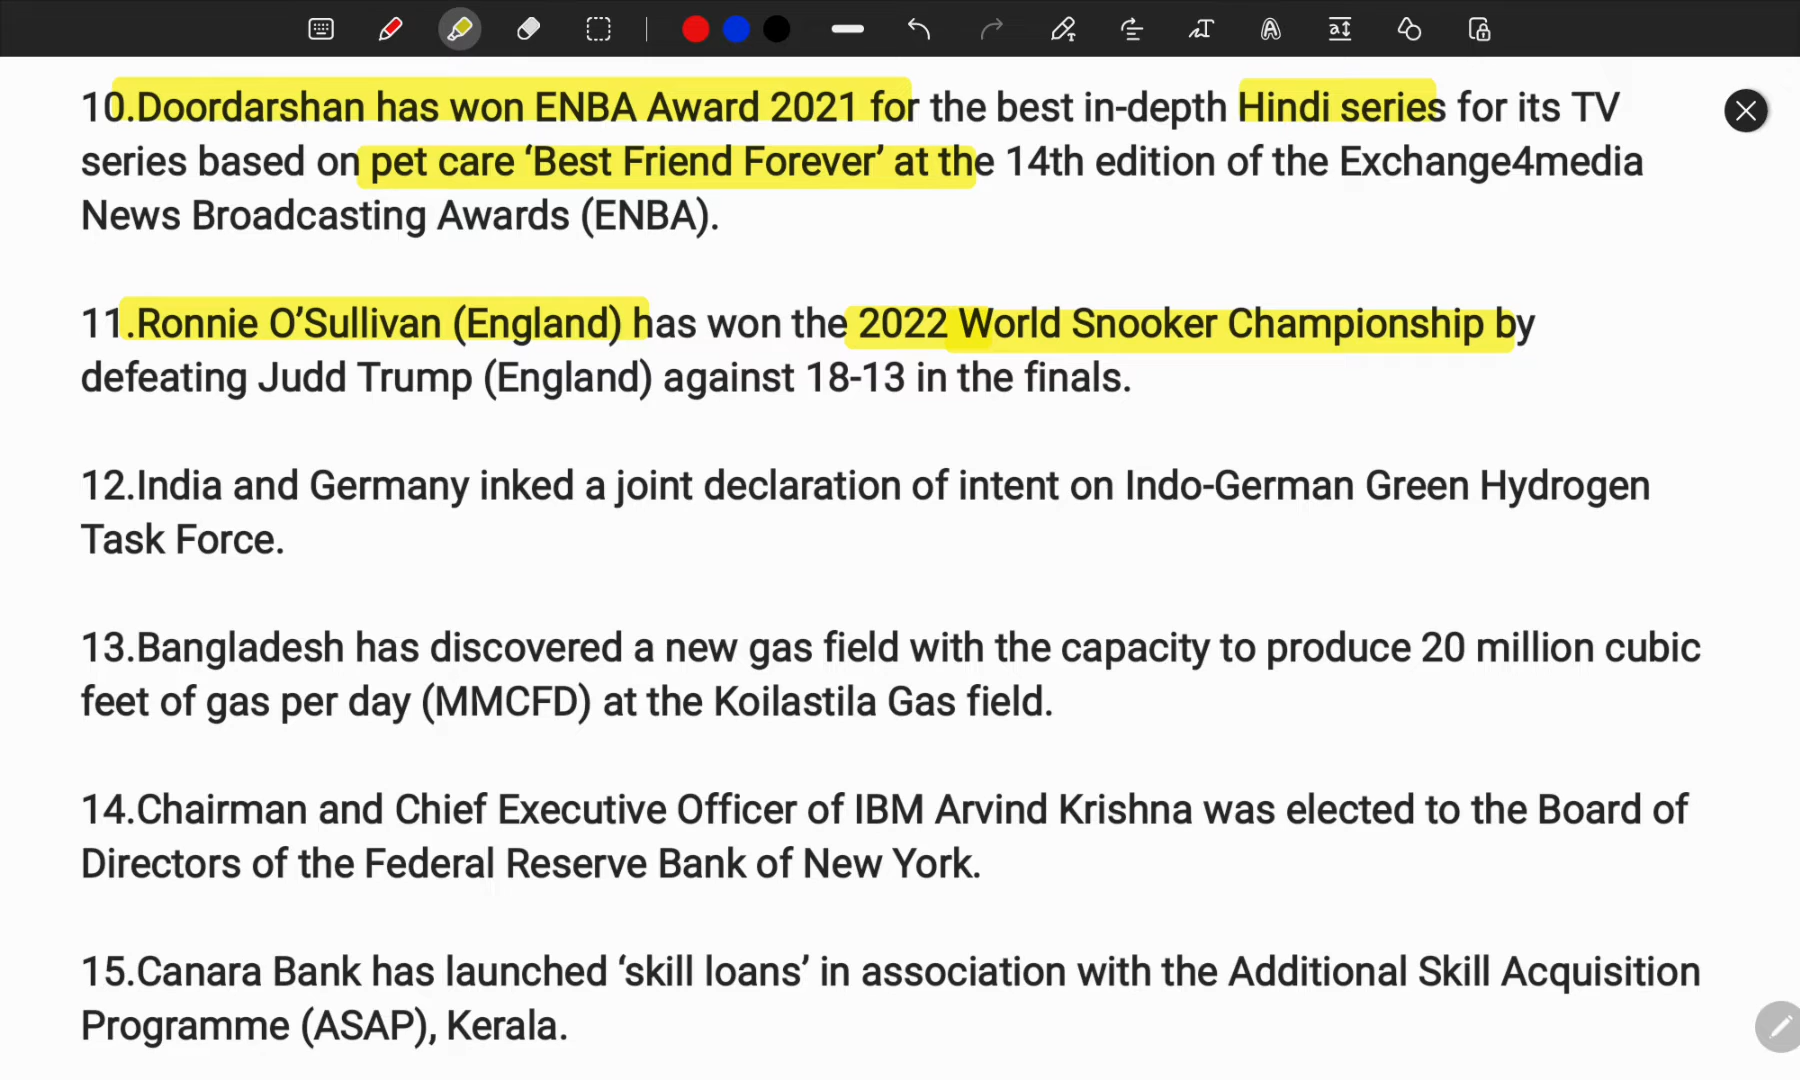 10.Doordarshan has won ENBA Award 2021 for the best in-depth Hindi series for its TV
series based on pet care ‘Best Friend Forever’ at the 14th edition of the Exchange4media
News Broadcasting Awards (ENBA).
11.Ronnie O’Sullivan (England) has won the 2022 World Snooker Championship by
defeating Judd Trump (England) against 18-13 in the finals.
12.India and Germany inked a joint declaration of intent on Indo-German Green Hydrogen
Task Force.
13.Bangladesh has discovered a new gas field with the capacity to produce 20 million cubic
feet of gas per day (MMCFD) at the Koilastila Gas field.
14.Chairman and Chief Executive Officer of IBM Arvind Krishna was elected to the Board of
Directors of the Federal Reserve Bank of New York.
15.Canara Bank has launched ‘skill loans’ in association with the Additional Skill Acquisition
Programme (ASAP), Kerala.